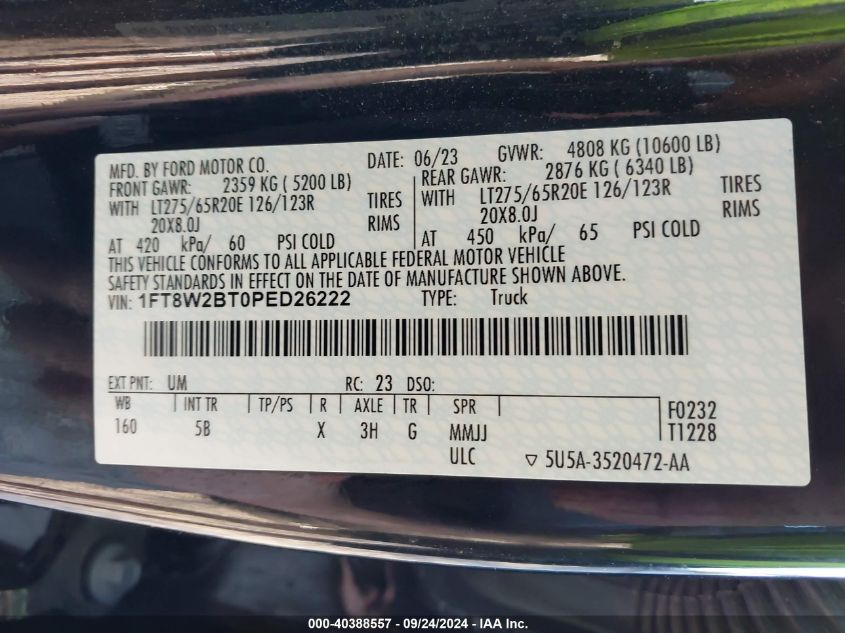 MFD. BY FORD MOTOR CO. DATE: 06/23 GVWR: 4808 KG (10600 LB)
FRONT GAWR: 2359 KG ( 5200 LB) REAR GAWR: 2876 KG ( 6340 LB)
WITH LT275/65R20E 126/123R TIRES WITH LT275/65R20E 126/123R TIRES
20X8.0J RIMS 20X8.0J RIMS
AT 420 kPa/ 60 PSI COLD AT 450 kPa/ 65 PSI COLD
THIS VEHICLE CONFORMS TO ALL APPLICABLE FEDERAL MOTOR VEHICLE
SAFETY STANDARDS IN EFFECT ON THE DATE OF MANUFACTURE SHOWN ABOVE.
VIN: 1FT8W2BT0PED26222 TYPE: Truck
EXT PNT: UM RC: 23 DSO:
WB INT TR TP/PS R AXLE TR SPR F0232
160 5B X 3H G MMJJ T1228
ULC ▽ 5U5A-3520472-AA
000-40388557 - 09/24/2024 - IAA Inc.